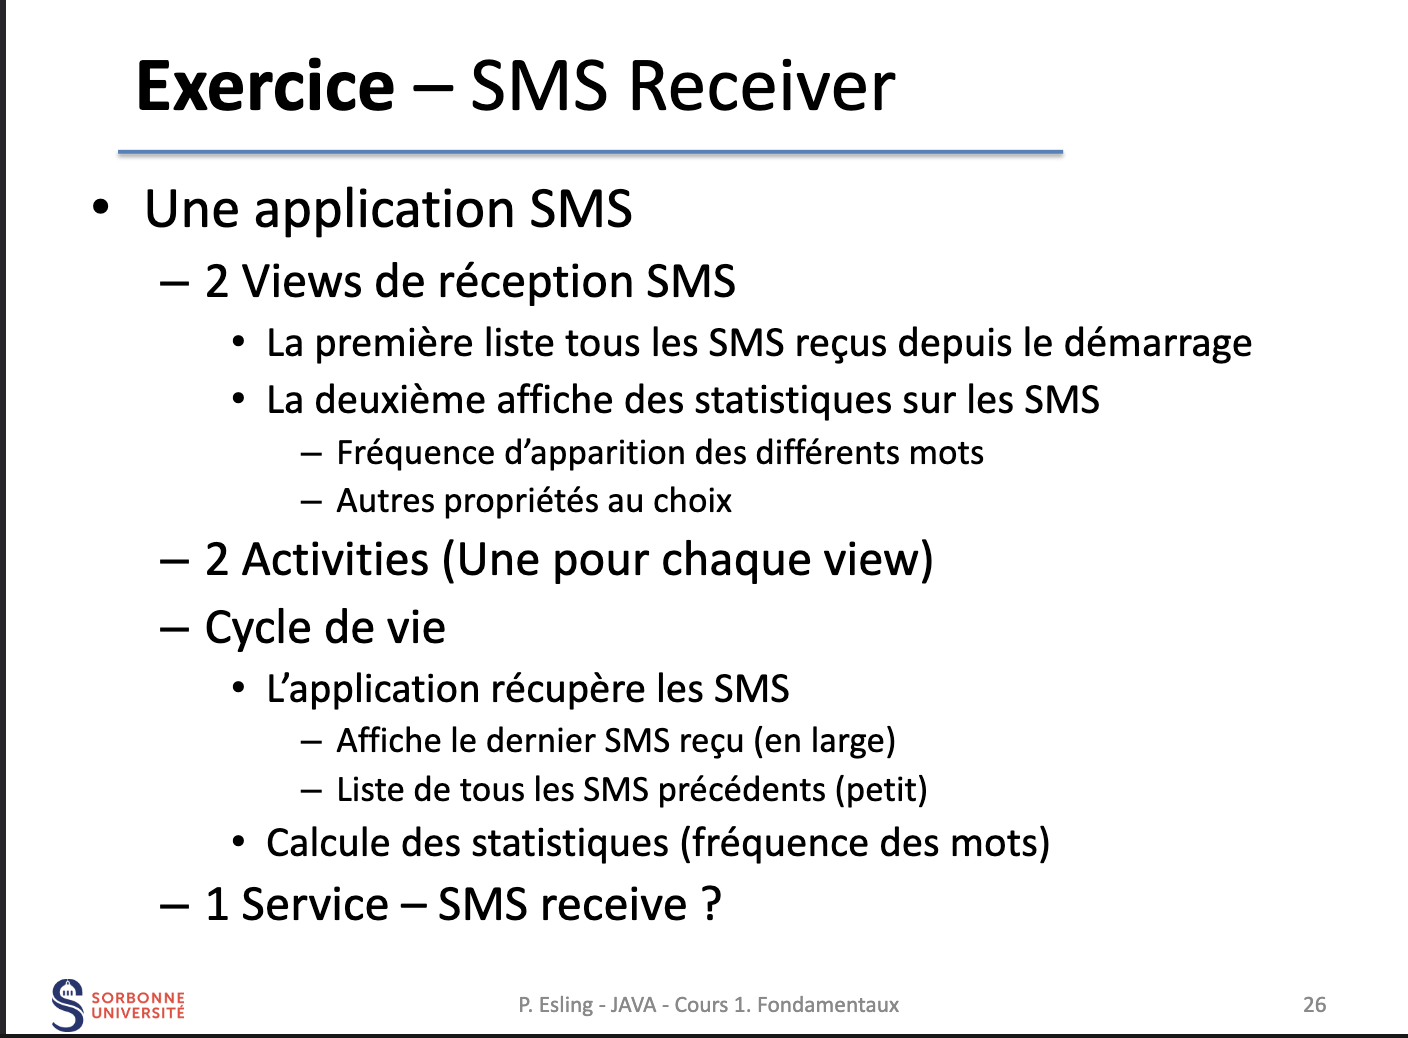 Exercice – SMS Receiver
• Une application SMS
– 2 Views de réception SMS
• La première liste tous les SMS reçus depuis le démarrage
• La deuxième affiche des statistiques sur les SMS
– Fréquence d’apparition des différents mots
– Autres propriétés au choix
– 2 Activities (Une pour chaque view)
– Cycle de vie
• L’application récupère les SMS
– Affiche le dernier SMS reçu (en large)
– Liste de tous les SMS précédents (petit)
• Calcule des statistiques (fréquence des mots)
– 1 Service – SMS receive ?
SORBONNE
UNIVERSITÉ
P. Esling - JAVA - Cours 1. Fondamentaux
26